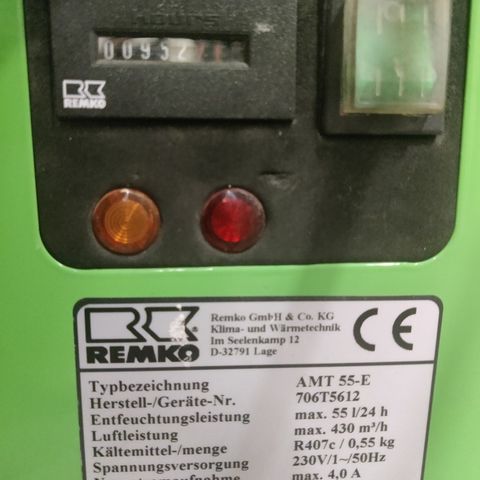 Hours
00952
REMKO
REMKO
Remko GmbH & Co. KG
Klima- und Wärmetechnik
Im Seelenkamp 12
D-32791 Lage
CE
Typbezeichnung AMT 55-E
Herstell-/Geräte-Nr. 706T5612
Entfeuchtungsleistung max. 55 l/24 h
Luftleistung max. 430 m³/h
Kältemittel/-menge R407c / 0,55 kg
Spannungsversorgung 230V/1~/50Hz
max. 4,0 A